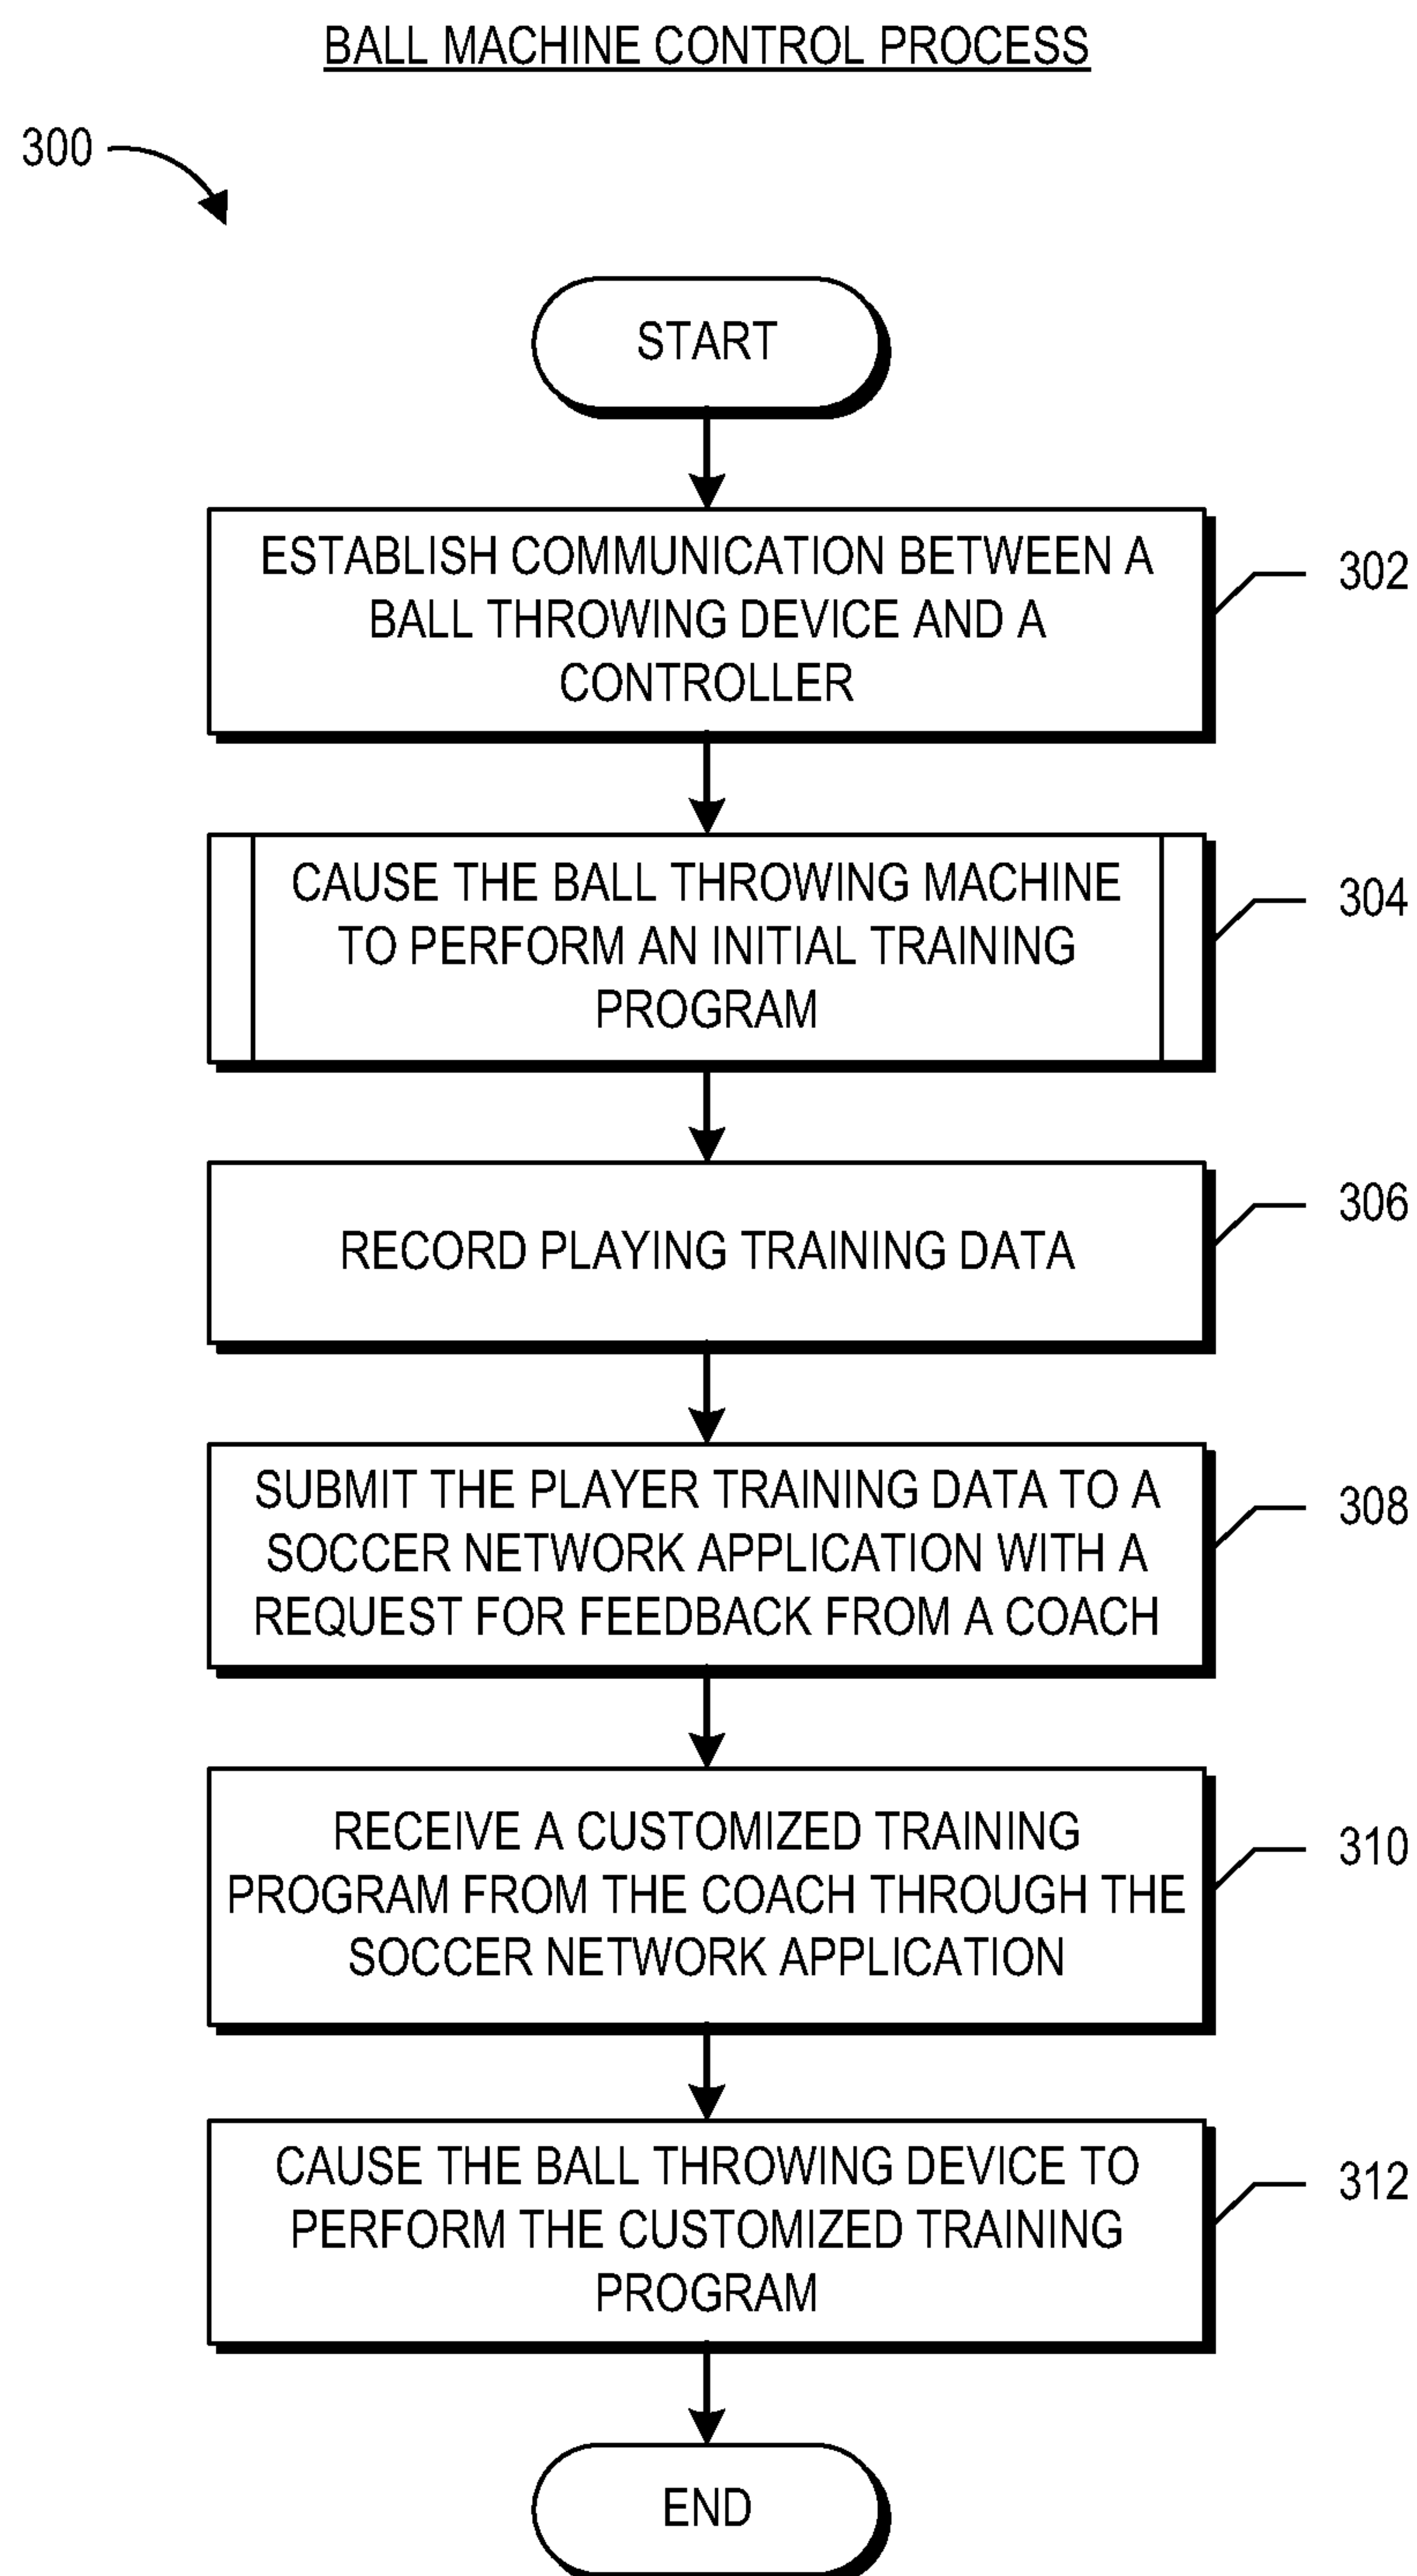 BALL MACHINE CONTROL PROCESS
300
START
ESTABLISH COMMUNICATION BETWEEN A
BALL THROWING DEVICE AND A
CONTROLLER
302
CAUSE THE BALL THROWING MACHINE
TO PERFORM AN INITIAL TRAINING
PROGRAM
304
RECORD PLAYING TRAINING DATA
306
SUBMIT THE PLAYER TRAINING DATA TO A
SOCCER NETWORK APPLICATION WITH A
REQUEST FOR FEEDBACK FROM A COACH
308
RECEIVE A CUSTOMIZED TRAINING
PROGRAM FROM THE COACH THROUGH THE
SOCCER NETWORK APPLICATION
310
CAUSE THE BALL THROWING DEVICE TO
PERFORM THE CUSTOMIZED TRAINING
PROGRAM
312
END